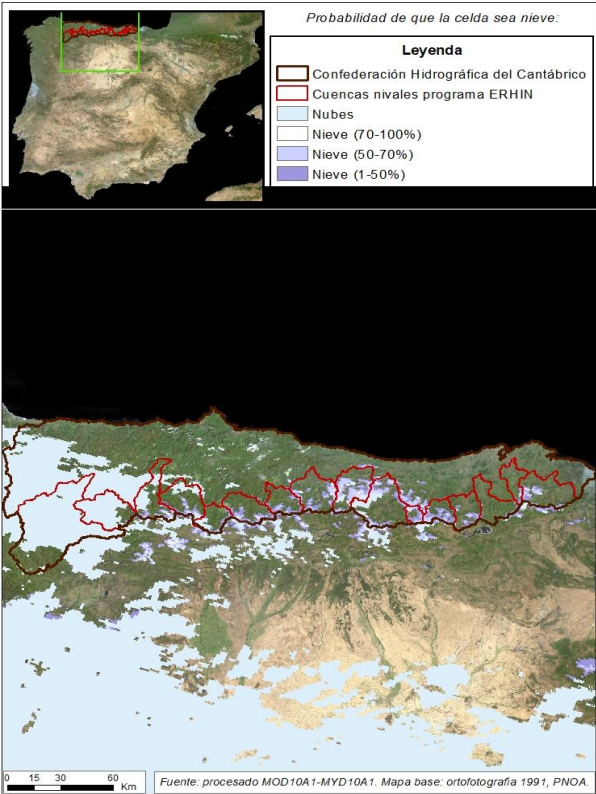 Probabilidad de que la celda sea nieve:
Leyenda
Confederación Hidrográfica del Cantábrico
Cuencas nivales programa ERHIN
Nubes
Nieve (70-100%)
Nieve (50-70%)
Nieve (1-50%)
0 15 30 60
Km
Fuente: procesado MOD10A1-MYD10A1. Mapa base: ortofotografía 1991, PNOA.